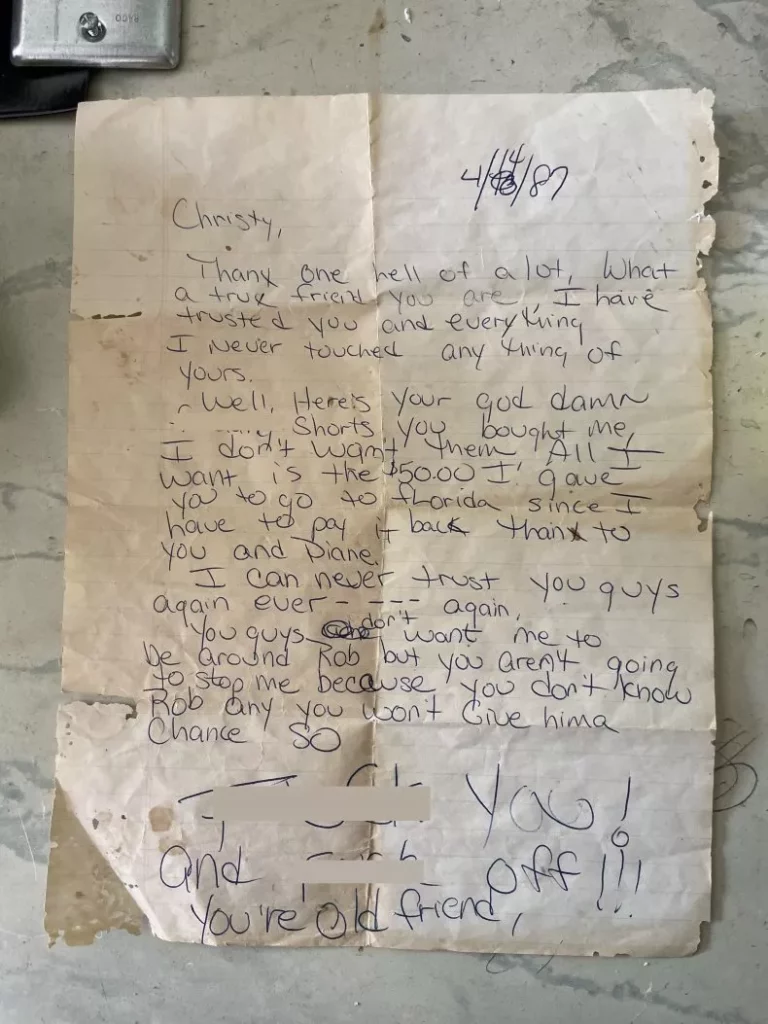 4/14/87
Christy,
Thanx one hell of a lot, What
a true friend you are, I have
trusted you and everything
I Never touched any thing of
yours.
- Well, Here's your god damn
Shorts you bought me,
I don't want them All I
want is the $50.00 I gave
you to go to florida since I
have to pay it back thanx to
you and Diane.
I can never trust you guys
again ever - --- again,
You guys don't want me to
be around Rob but you aren't going
to stop me because you don't know
Rob any you won't Give him a
Chance SO
you!
and off!!!
You're old friend,